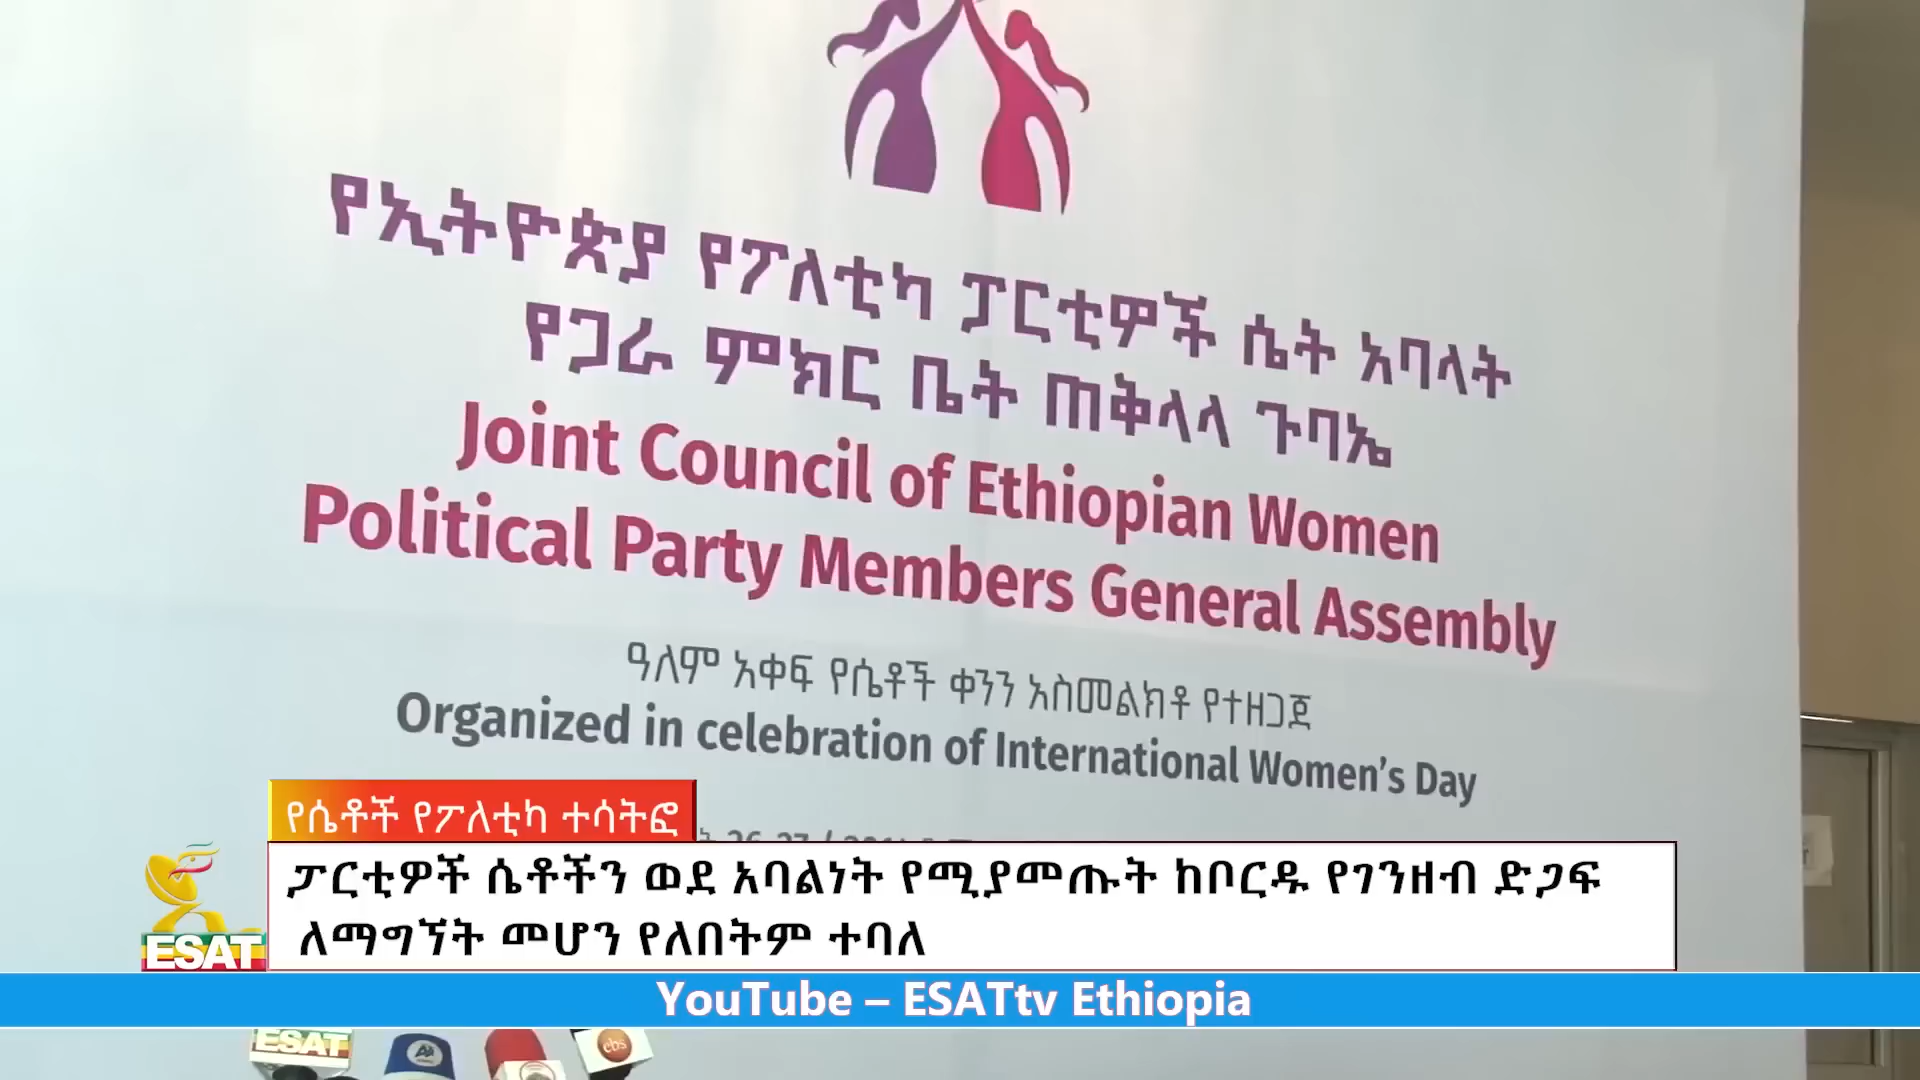 የኢትዮጵያ የፖለቲካ ፓርቲዎች ሴት አባላት
የጋራ ምክር ቤት ጠቅላላ ጉባኤ
Joint Council of Ethiopian Women
Political Party Members General Assembly
ዓለም አቀፍ የሴቶች ቀንን አስመልክቶ የተዘጋጀ
Organized in celebration of International Women's Day
የሴቶች የፖለቲካ ተሳትፎ
ፓርቲዎች ሴቶችን ወደ አባልነት የሚያመጡት ከቦርዱ የገንዘብ ድጋፍ
ለማግኘት መሆን የለበትም ተባለ
ESAT
YouTube – ESATtv Ethiopia
ESAT
ebs